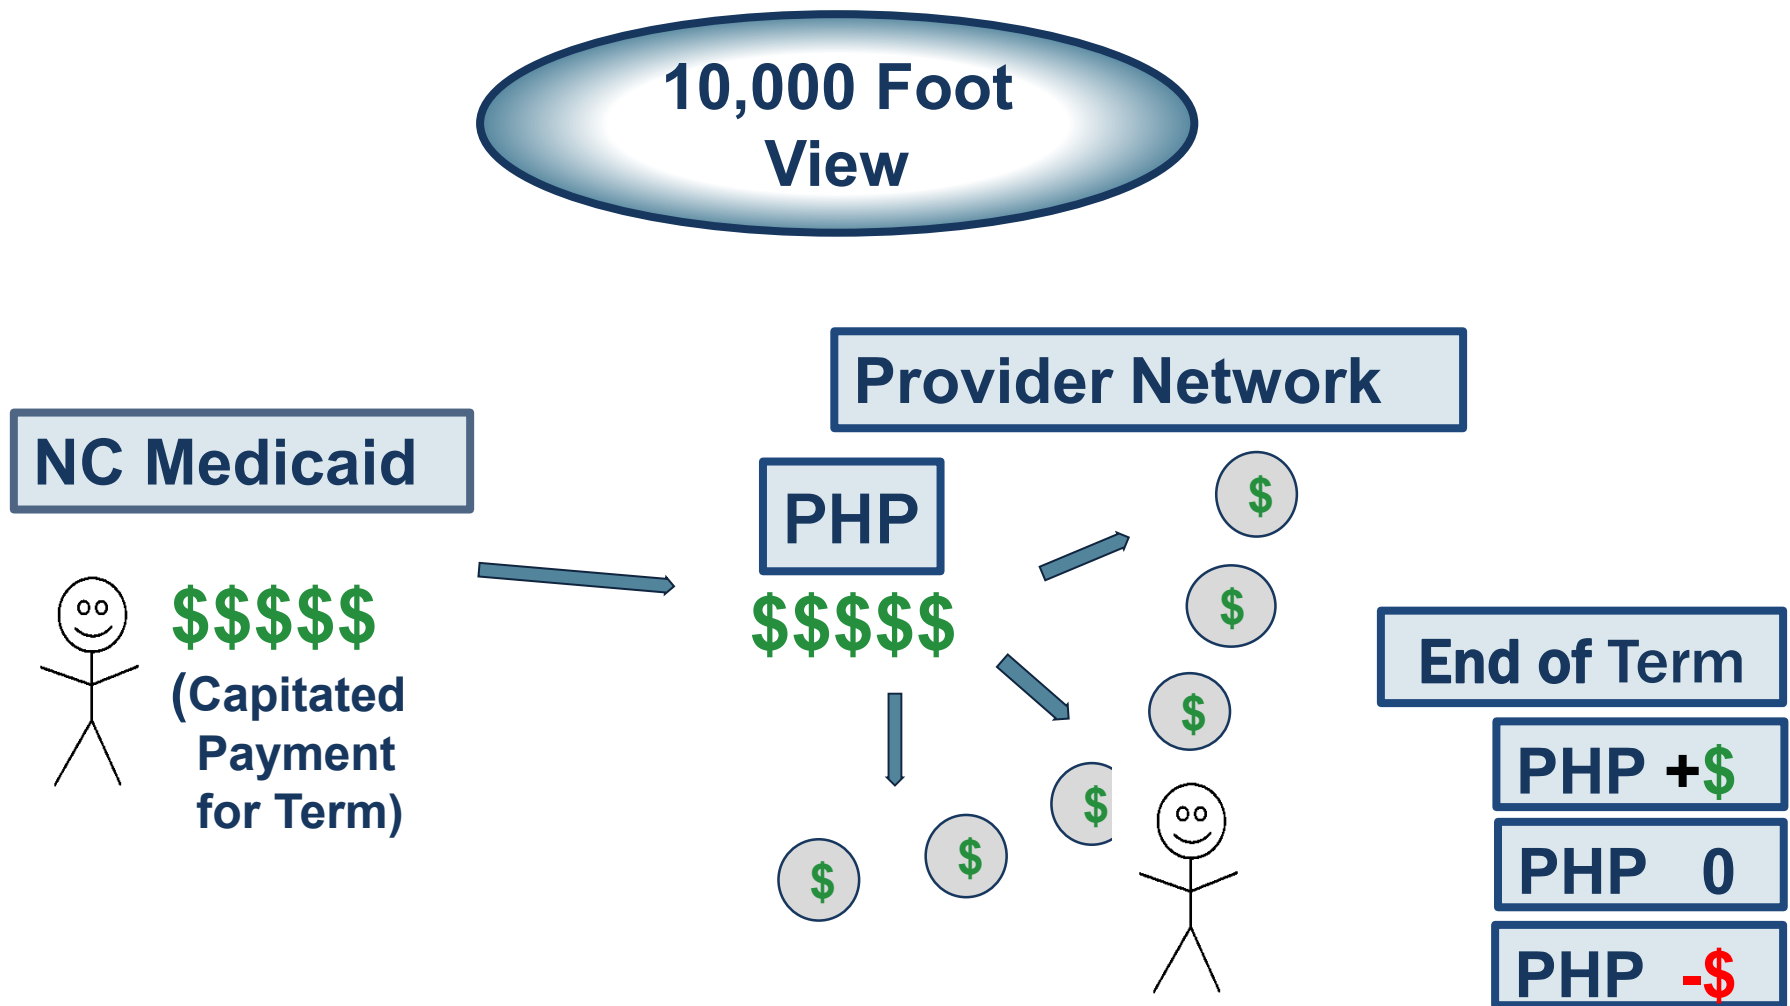 10,000 Foot
View
Provider Network
NC Medicaid
PHP
$$$$$
(Capitated
Payment
for Term)
$$$$$
$
$
$
$
$
$
End of Term
PHP +$
PHP 0
PHP -$